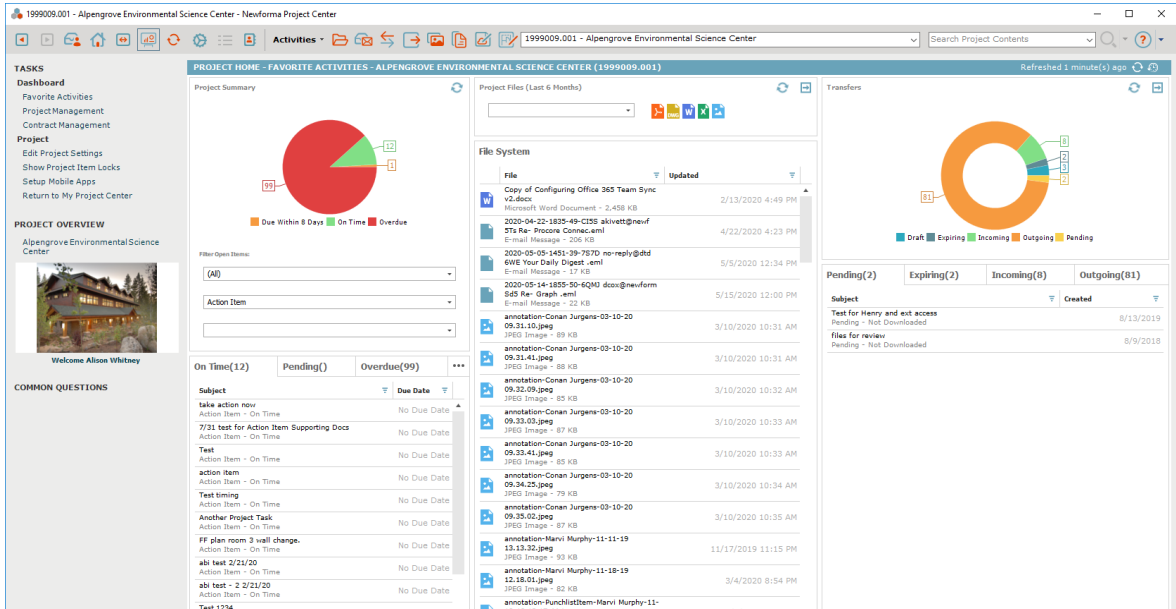 1999009.001 - Alpengrove Environmental Science Center - Newforma Project Center
Activities
1999009.001 - Alpengrove Environmental Science Center
Search Project Contents
TASKS
Dashboard
Favorite Activities
Project Management
Contract Management
Project
Edit Project Settings
Show Project Item Locks
Setup Mobile Apps
Return to My Project Center
PROJECT OVERVIEW
Alpengrove Environmental Science
Center
Welcome Alison Whitney
COMMON QUESTIONS
PROJECT HOME - FAVORITE ACTIVITIES - ALPENGROVE ENVIRONMENTAL SCIENCE CENTER (1999009.001)
Refreshed 1 minute(s) ago
Project Summary
12
1
99
Due Within 8 Days On Time Overdue
Filter Open Items:
(All)
Action Item
On Time(12) Pending() Overdue(99) •••
Subject Due Date
take action now
Action Item - On Time
No Due Date
7/31 test for Action Item Supporting Docs
Action Item - On Time
No Due Date
Test
Action Item - On Time
No Due Date
action item
Action Item - On Time
No Due Date
Test timing
Action Item - On Time
No Due Date
Another Project Task
Action Item - On Time
No Due Date
FF plan room 3 wall change.
Action Item - On Time
No Due Date
abi test 2/21/20
Action Item - On Time
No Due Date
abi test - 2 2/21/20
Action Item - On Time
No Due Date
Test 1234
Project Files (Last 6 Months)
DWG
W
X
File System
File Updated
Copy of Configuring Office 365 Team Sync
v2.docx
Microsoft Word Document - 2,458 KB
2/13/2020 4:49 PM
2020-04-22-1835-49-CI5S akivett@newf
5Ts Re- Procore Connec.eml
E-mail Message - 206 KB
4/22/2020 4:23 PM
2020-05-05-1451-39-7S7D no-reply@dtd
6WE Your Daily Digest .eml
E-mail Message - 17 KB
5/5/2020 12:34 PM
2020-05-14-1855-50-6QMJ dcox@newform
Sd5 Re- Graph .eml
E-mail Message - 22 KB
5/15/2020 12:00 PM
annotation-Conan Jurgens-03-10-20
09.31.10.jpeg
JPEG Image - 89 KB
3/10/2020 10:31 AM
annotation-Conan Jurgens-03-10-20
09.31.41.jpeg
JPEG Image - 88 KB
3/10/2020 10:31 AM
annotation-Conan Jurgens-03-10-20
09.32.09.jpeg
JPEG Image - 85 KB
3/10/2020 10:32 AM
annotation-Conan Jurgens-03-10-20
09.33.03.jpeg
JPEG Image - 87 KB
3/10/2020 10:33 AM
annotation-Conan Jurgens-03-10-20
09.33.41.jpeg
JPEG Image - 85 KB
3/10/2020 10:33 AM
annotation-Conan Jurgens-03-10-20
09.34.25.jpeg
JPEG Image - 79 KB
3/10/2020 10:34 AM
annotation-Conan Jurgens-03-10-20
09.35.02.jpeg
JPEG Image - 87 KB
3/10/2020 10:35 AM
annotation-Marvi Murphy-11-11-19
13.13.32.jpeg
JPEG Image - 93 KB
11/17/2019 11:15 PM
annotation-Marvi Murphy-11-18-19
12.18.01.jpeg
JPEG Image - 82 KB
3/4/2020 8:54 PM
annotation-PunchlistItem-Marvi Murphy-11-
Transfers
8
2
3
2
81
Draft Expiring Incoming Outgoing Pending
Pending(2) Expiring(2) Incoming(8) Outgoing(81)
Subject Created
Test for Henry and ext access
Pending - Not Downloaded
8/13/2019
files for review
Pending - Not Downloaded
8/9/2018